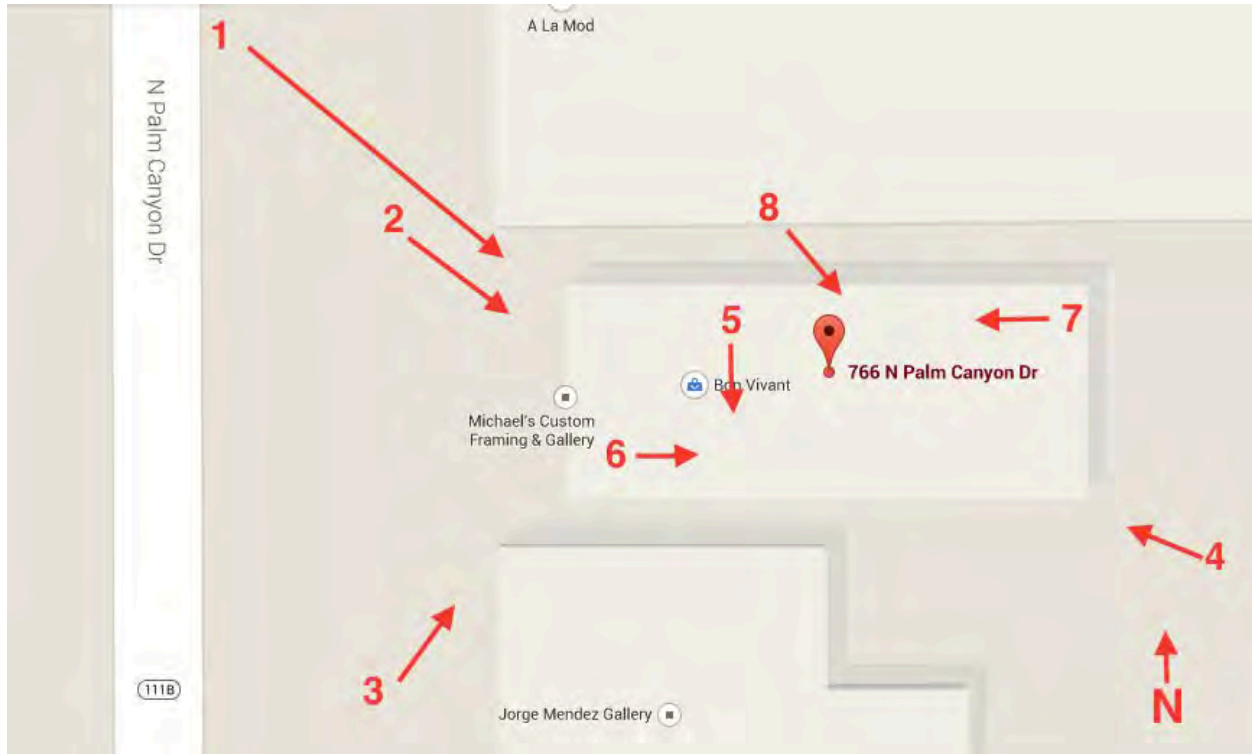 A La Mod
1
N Palm Canyon Dr
2
8
5
7
Bon Vivant
766 N Palm Canyon Dr
Michael's Custom
Framing & Gallery
6
4
3
111B
Jorge Mendez Gallery
N